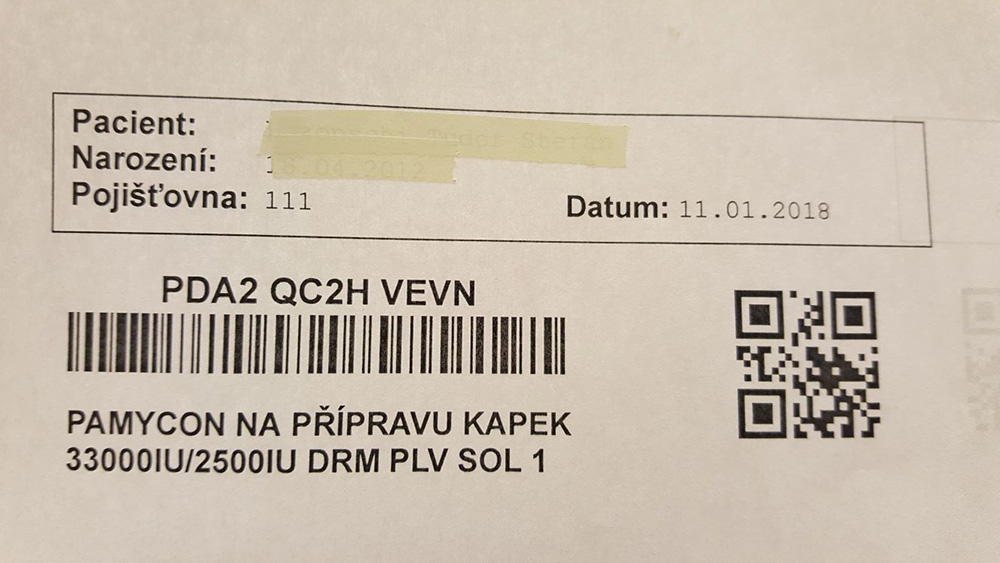 Pacient:
Narození:
Pojišťovna: 111
Datum: 11.01.2018
PDA2 QC2H VEVN
PAMYCON NA PŘÍPRAVU KAPEK
33000IU/2500IU DRM PLV SOL 1